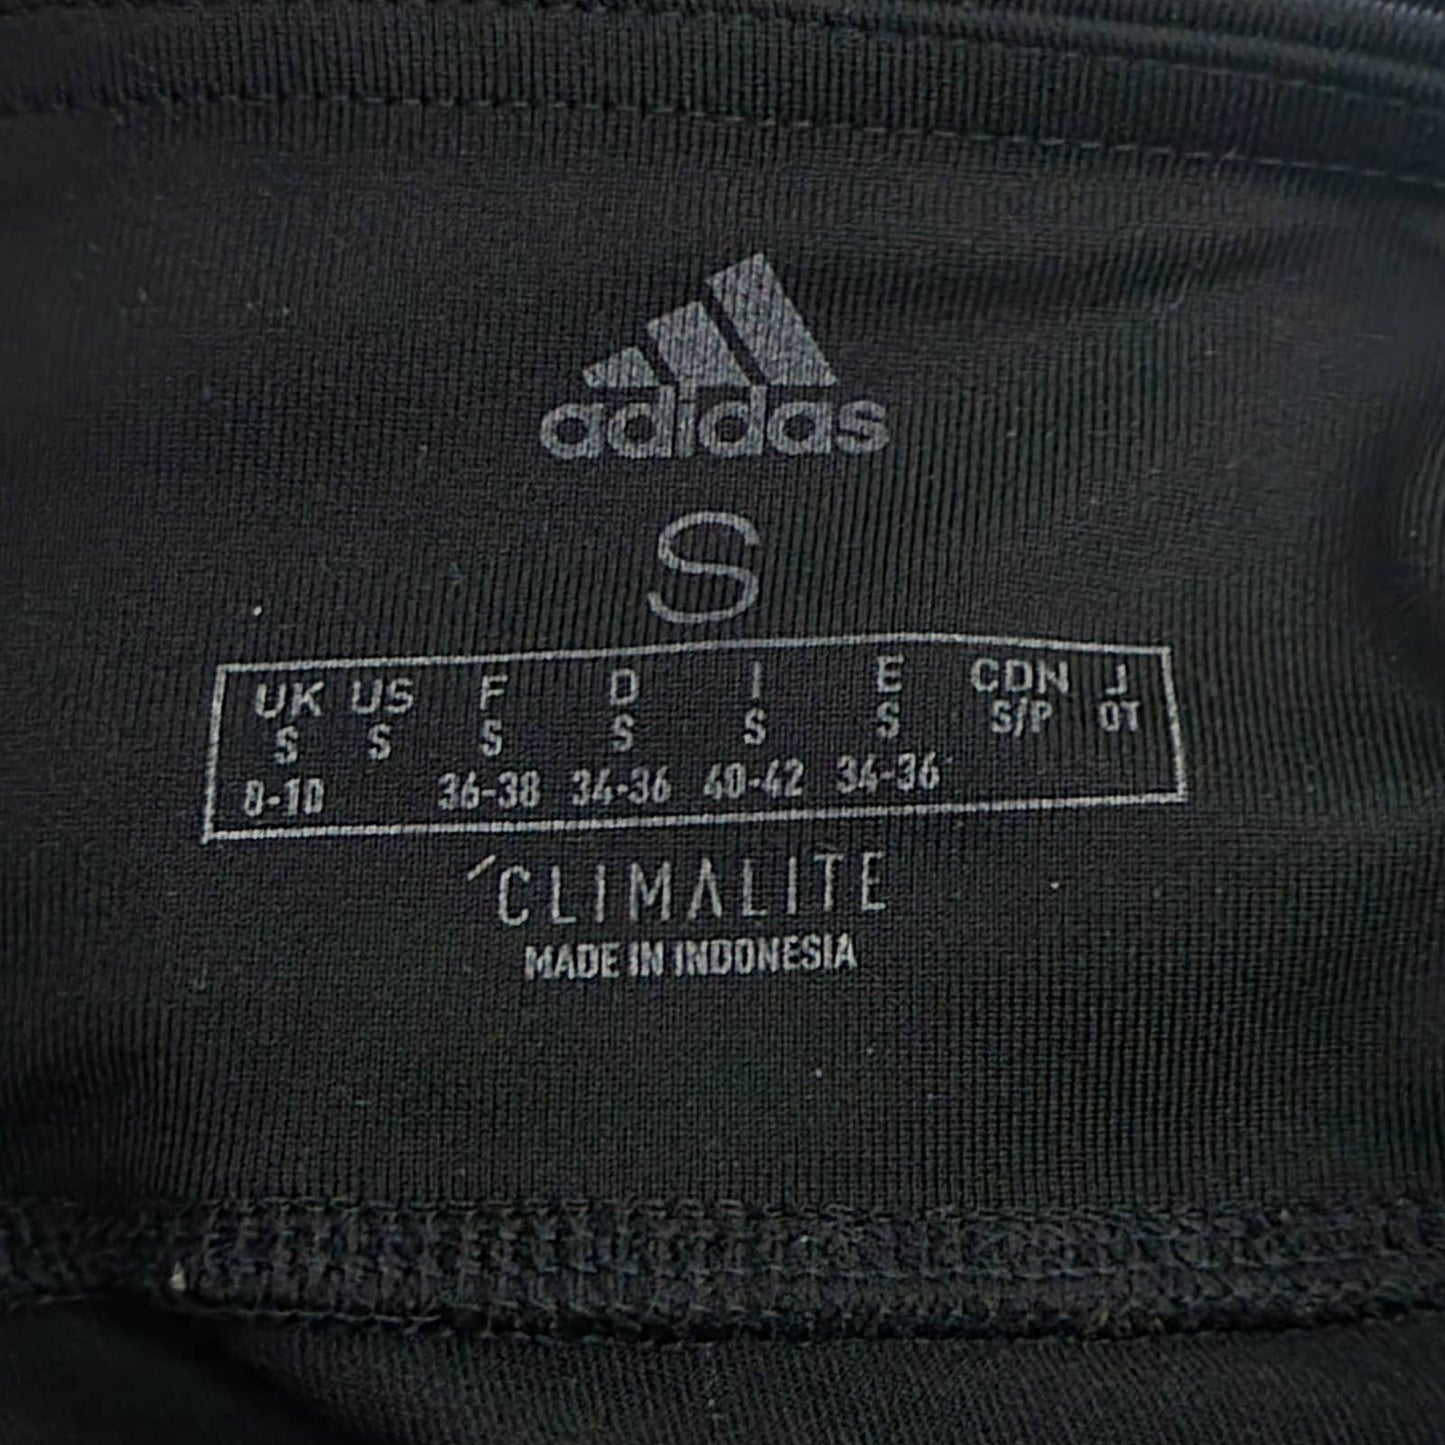 adidas
S
UK US F D I E CDN J
S S S S S S S/P OT
8-10 36-38 34-36 40-42 34-36
CLIMALITE
MADE IN INDONESIA